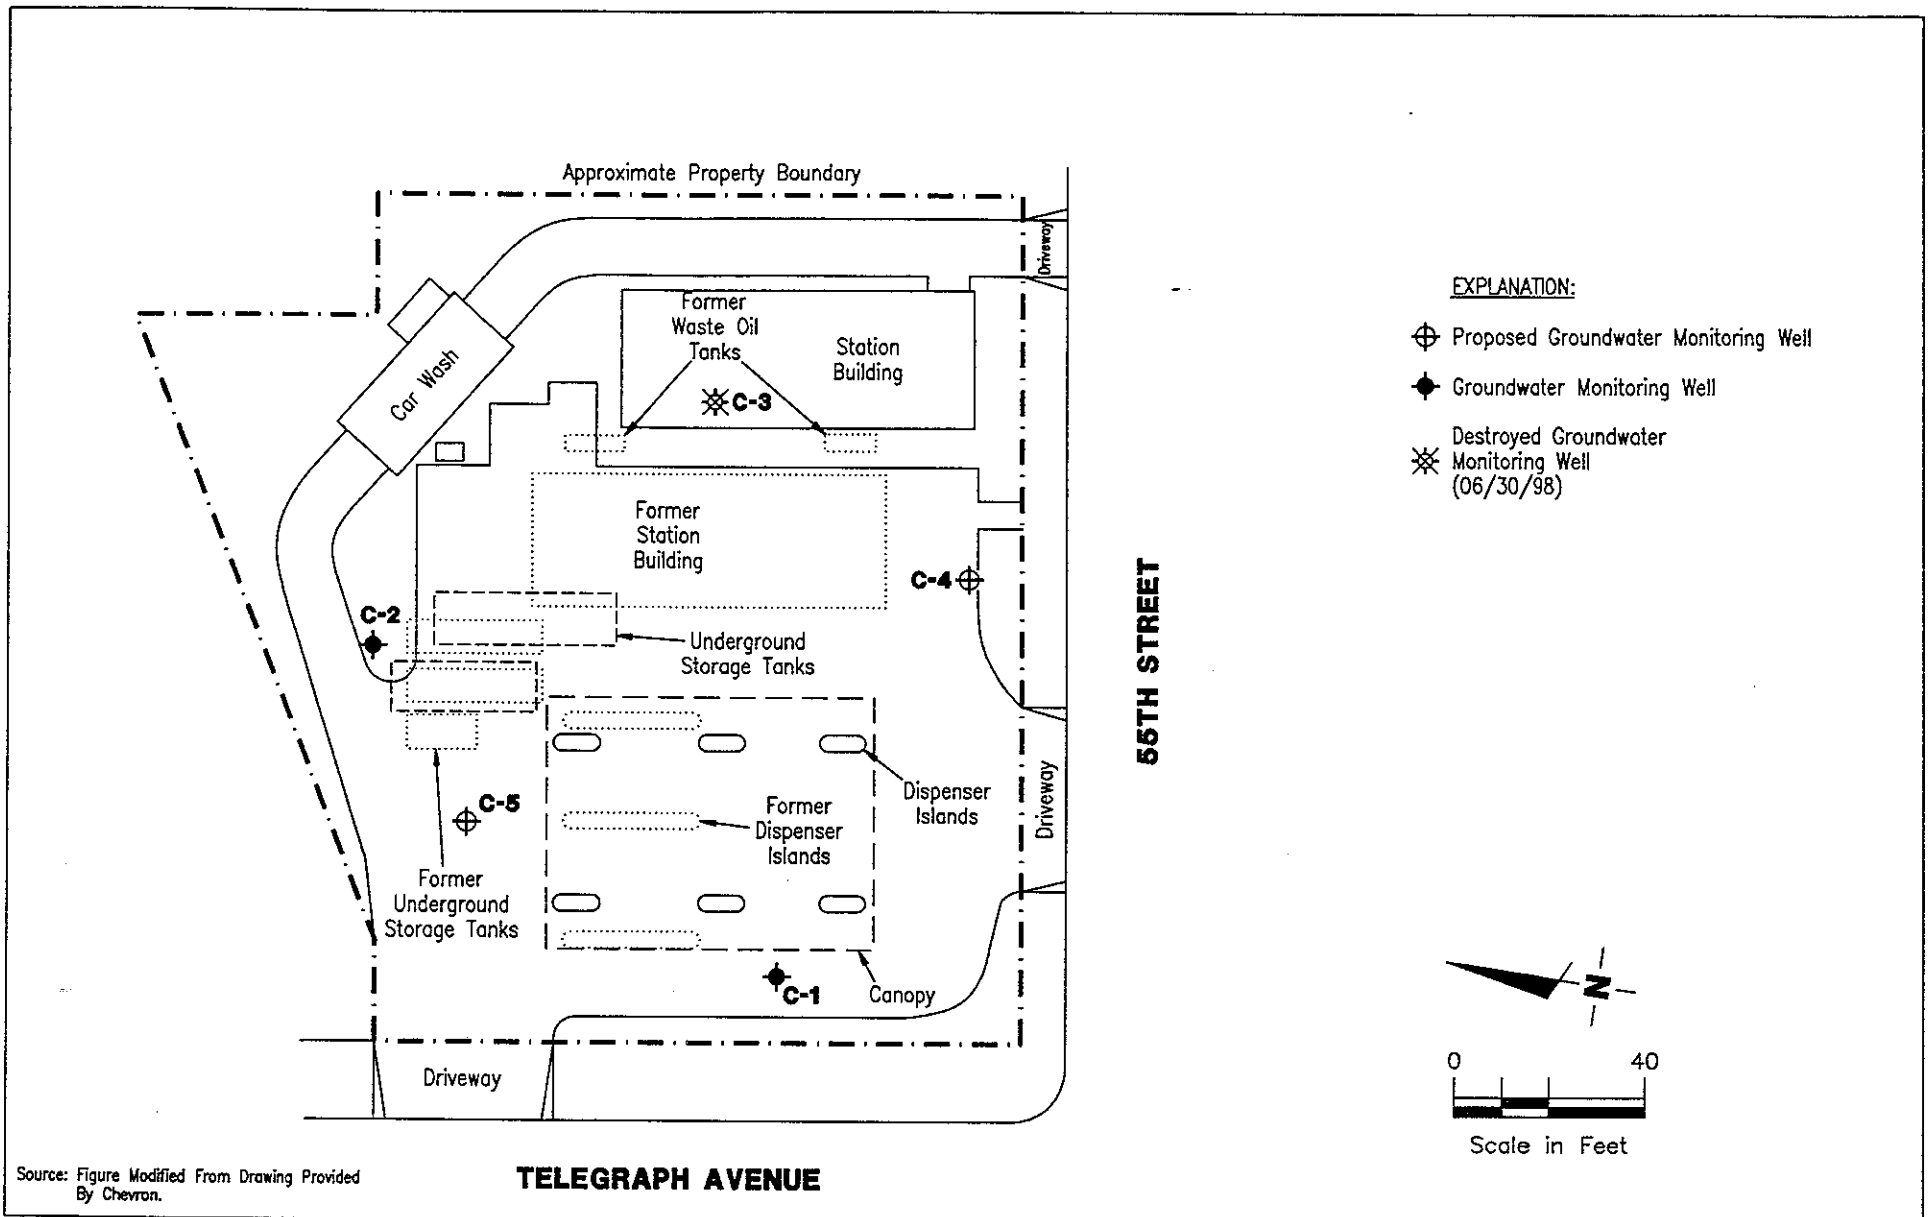 Approximate Property Boundary
Driveway
Former
Waste Oil
Tanks
Station
Building
Car Wash
C-3
EXPLANATION:
Proposed Groundwater Monitoring Well
Groundwater Monitoring Well
Destroyed Groundwater
Monitoring Well
(06/30/98)
Former
Station
Building
C-4
C-2
Underground
Storage Tanks
55TH STREET
Dispenser
Islands
Driveway
C-5
Former
Dispenser
Islands
Former
Underground
Storage Tanks
C-1
Canopy
N
0 40
Scale in Feet
Driveway
TELEGRAPH AVENUE
Source: Figure Modified From Drawing Provided
By Chevron.